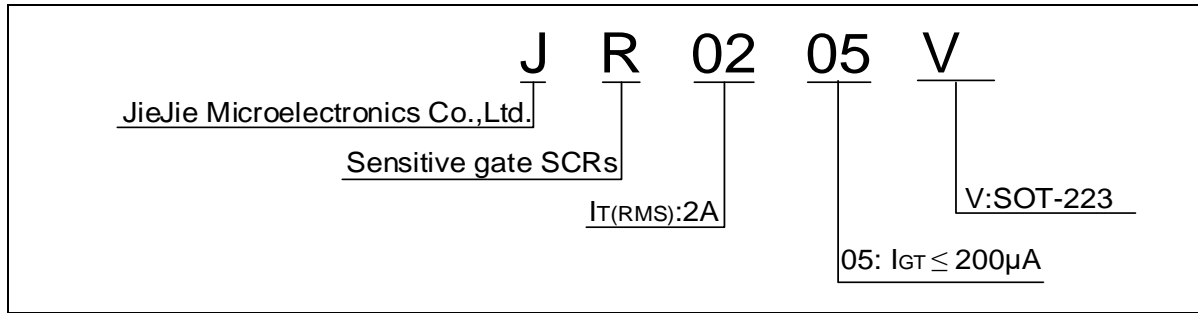 J R 02 05 V
JieJie Microelectronics Co.,Ltd.
Sensitive gate SCRs
IT(RMS):2A
V:SOT-223
05: IGT ≤ 200μA